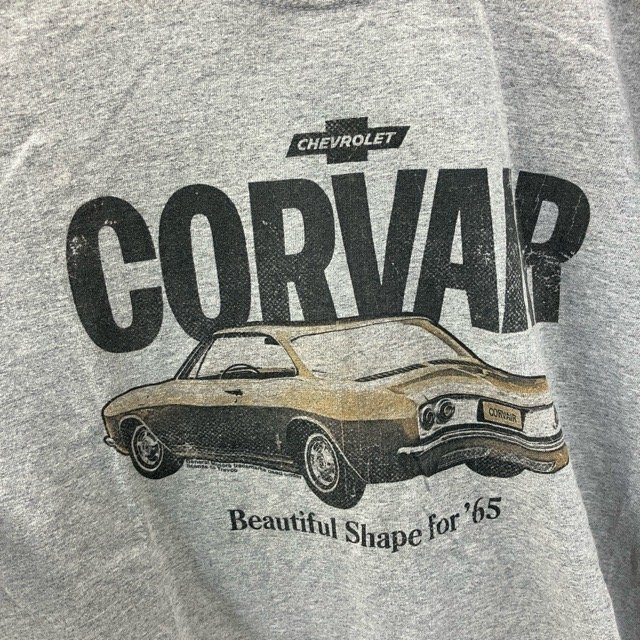 CHEVROLET
CORVAIR
CORVAIR
Beautiful Shape for '65